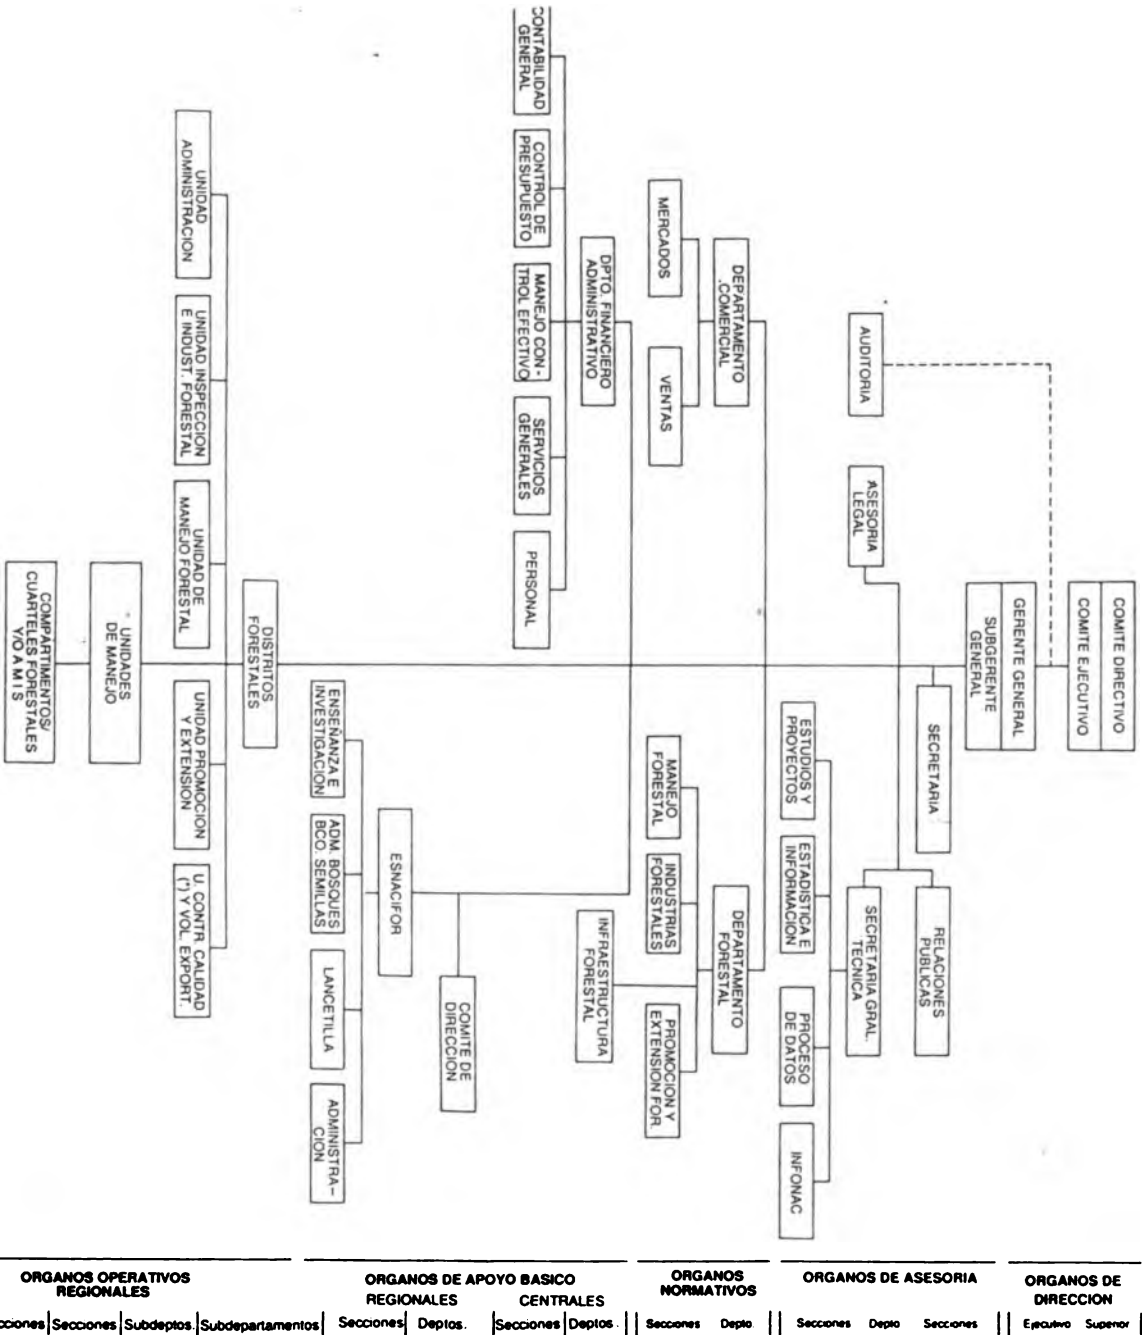 COMITE DIRECTIVO
COMITE EJECUTIVO
GERENTE GENERAL
SUBGERENTE
GENERAL
SECRETARIA
AUDITORIA
ASESORIA
LEGAL
RELACIONES
PUBLICAS
SECRETARIA GRAL.
TECNICA
ESTUDIOS Y
PROYECTOS
ESTADISTICA E
INFORMACION
PROCESO
DE DATOS
INFONAC
DEPARTAMENTO
COMERCIAL
MERCADOS
VENTAS
DEPARTAMENTO
FORESTAL
MANEJO
FORESTAL
INDUSTRIAS
FORESTALES
PROMOCION Y
EXTENSION FOR.
INFRAESTRUCTURA
FORESTAL
DPTO. FINANCIERO
ADMINISTRATIVO
CONTABILIDAD
GENERAL
CONTROL DE
PRESUPUESTO
MANEJO CON-
TROL EFECTIVO
SERVICIOS
GENERALES
PERSONAL
COMITE DE
DIRECCION
ESNACIFOR
ENSEÑANZA E
INVESTIGACION
ADM. BOSQUES
BCO. SEMILLAS
LANCETILLA
ADMINISTRA-
CION
DISTRITOS
FORESTALES
UNIDAD
ADMINISTRACION
UNIDAD INSPECCION
E INDUST. FORESTAL
UNIDAD DE
MANEJO FORESTAL
UNIDAD PROMOCION
Y EXTENSION
U. CONTR. CALIDAD
(*) Y VOL. EXPORT.
UNIDADES
DE MANEJO
COMPARTIMENTOS/
CUARTELES FORESTALES
Y/O A M I S
ORGANOS OPERATIVOS
REGIONALES
ciones Secciones Subdeptos. Subdepartamentos
ORGANOS DE APOYO BASICO
REGIONALES CENTRALES
Secciones Deptos. Secciones Deptos.
ORGANOS
NORMATIVOS
Secciones Depto.
ORGANOS DE ASESORIA
Secciones Depto Secciones
ORGANOS DE
DIRECCION
Ejecutivo Superior